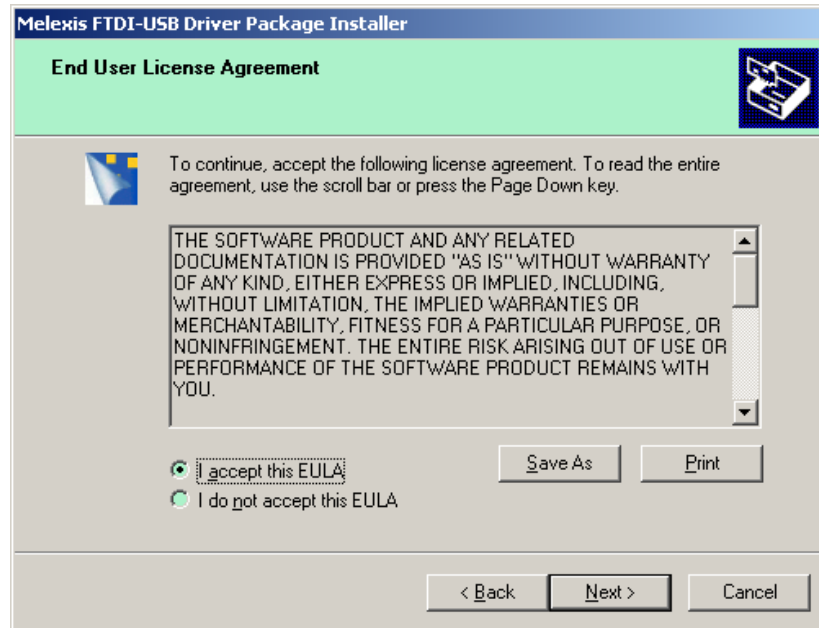 Melexis FTDI-USB Driver Package Installer
End User License Agreement
To continue, accept the following license agreement. To read the entire
agreement, use the scroll bar or press the Page Down key.
THE SOFTWARE PRODUCT AND ANY RELATED
DOCUMENTATION IS PROVIDED "AS IS" WITHOUT WARRANTY
OF ANY KIND, EITHER EXPRESS OR IMPLIED, INCLUDING,
WITHOUT LIMITATION, THE IMPLIED WARRANTIES OR
MERCHANTABILITY, FITNESS FOR A PARTICULAR PURPOSE, OR
NONINFRINGEMENT. THE ENTIRE RISK ARISING OUT OF USE OR
PERFORMANCE OF THE SOFTWARE PRODUCT REMAINS WITH
YOU.
I accept this EULA
Save As
Print
I do not accept this EULA
< Back
Next >
Cancel